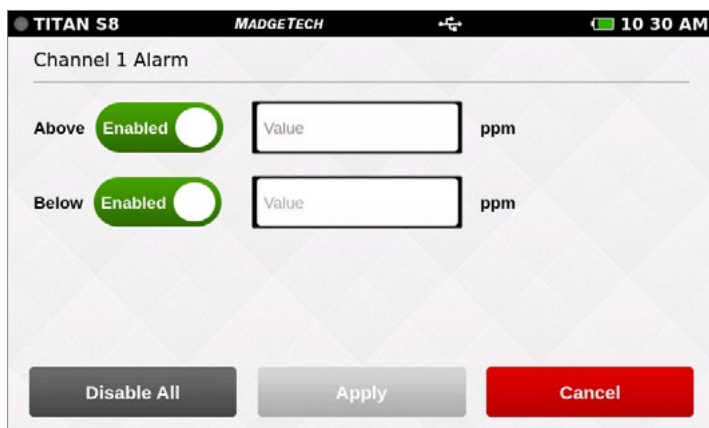 TITAN S8 MADGETECH 10 30 AM
Channel 1 Alarm
Above Enabled Value ppm
Below Enabled Value ppm
Disable All Apply Cancel